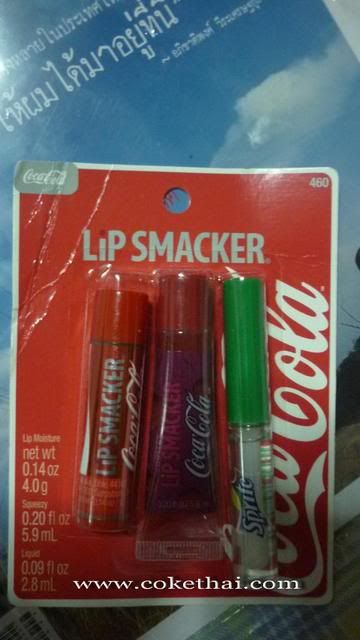 ให้ผมได้มาอยู่ที่นี่
Coca-Cola
460
LiP SMACKER
Coca-Cola
LiP SMACKER
Coca-Cola
LiP SMACKER
Coca-Cola
Sprite
Lip Moisture
net wt
0.14 oz
4.0 g
Squeezy
0.20 fl oz
5.9 mL
Liquid
0.09 fl oz
2.8 mL
www.cokethai.com